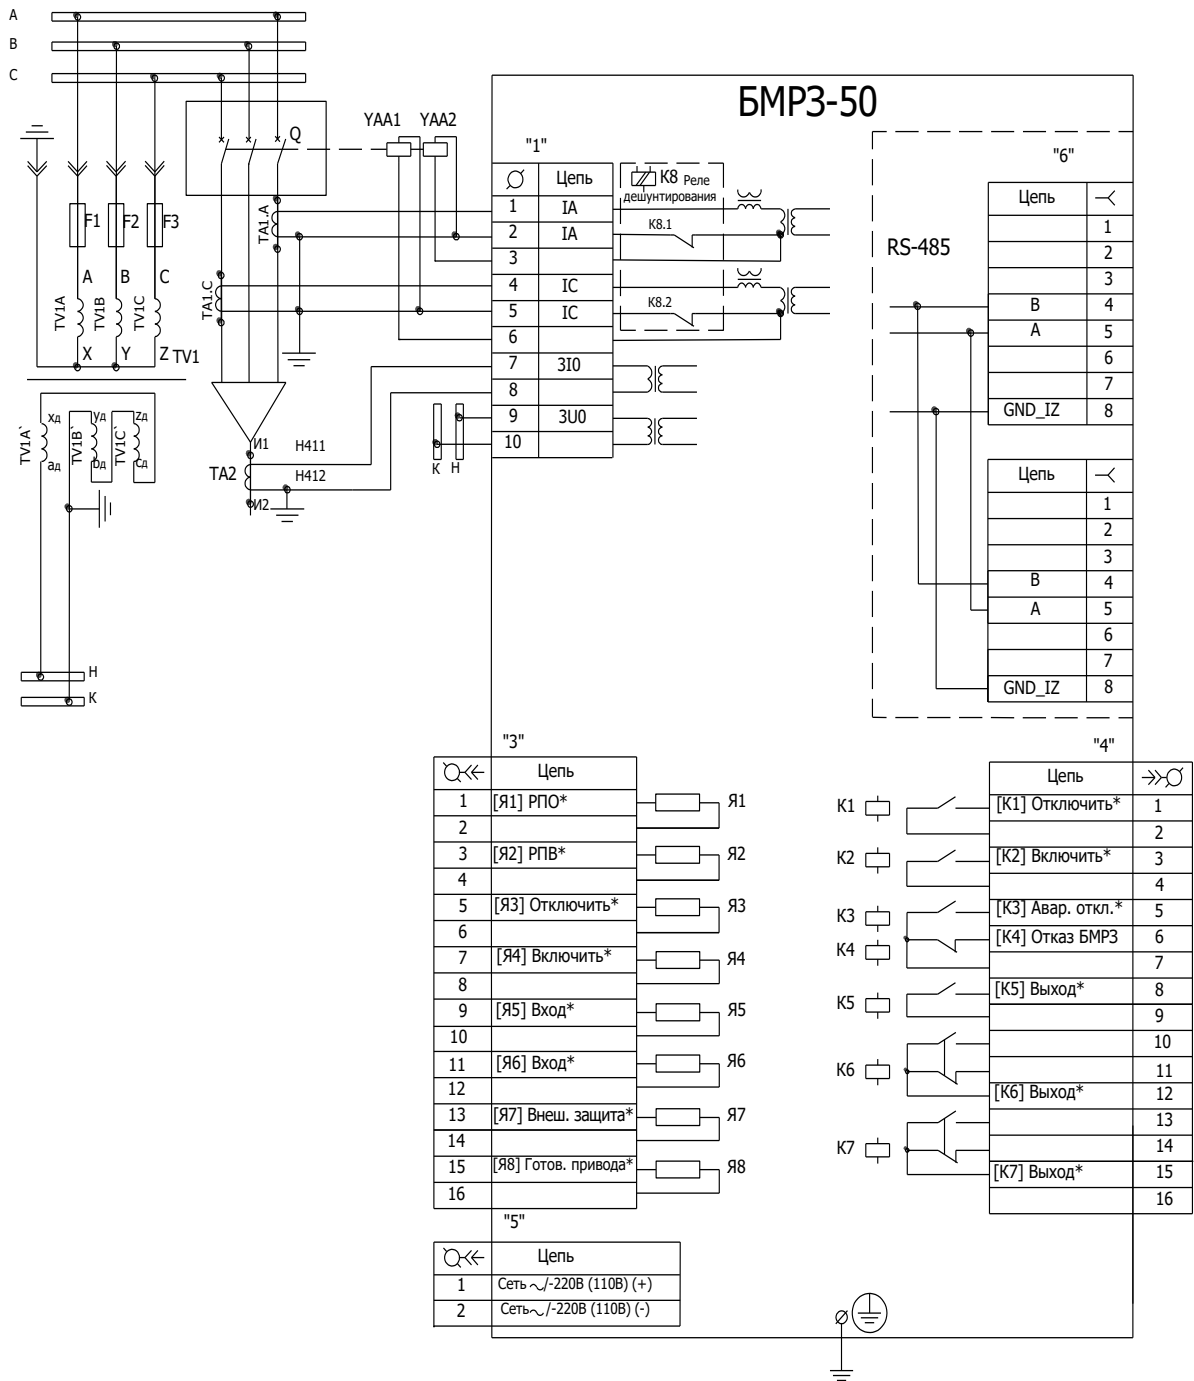 A
B
C
БМРЗ-50
YAA1 YAA2
Q
"1"
Цепь
1 IA
2 IA
3
4 IC
5 IC
6
7 3I0
8
9 3U0
10
K8 Реле
дешунтирования
K8.1
K8.2
"6"
RS-485
Цепь
1
2
3
B 4
A 5
6
7
GND_IZ 8
Цепь
1
2
3
B 4
A 5
6
7
GND_IZ 8
F1 F2 F3
TA1.A
TA1.C
A B C
TV1A TV1B TV1C
X Y Z TV1
xд yд zд
TV1A` TV1B` TV1C`
aд bд cд
И1
TA2
И2
H411
H412
K H
H
K
"3"
Цепь
1 [Я1] РПО* Я1
2
3 [Я2] РПВ* Я2
4
5 [Я3] Отключить* Я3
6
7 [Я4] Включить* Я4
8
9 [Я5] Вход* Я5
10
11 [Я6] Вход* Я6
12
13 [Я7] Внеш. защита* Я7
14
15 [Я8] Готов. привода* Я8
16
"4"
Цепь
K1 [K1] Отключить* 1
2
K2 [K2] Включить* 3
4
K3 [K3] Авар. откл.* 5
K4 [K4] Отказ БМРЗ 6
7
K5 [K5] Выход* 8
9
10
K6 11
[K6] Выход* 12
13
K7 14
[K7] Выход* 15
16
"5"
Цепь
1 Сеть ~/-220В (110В) (+)
2 Сеть~/-220В (110В) (-)